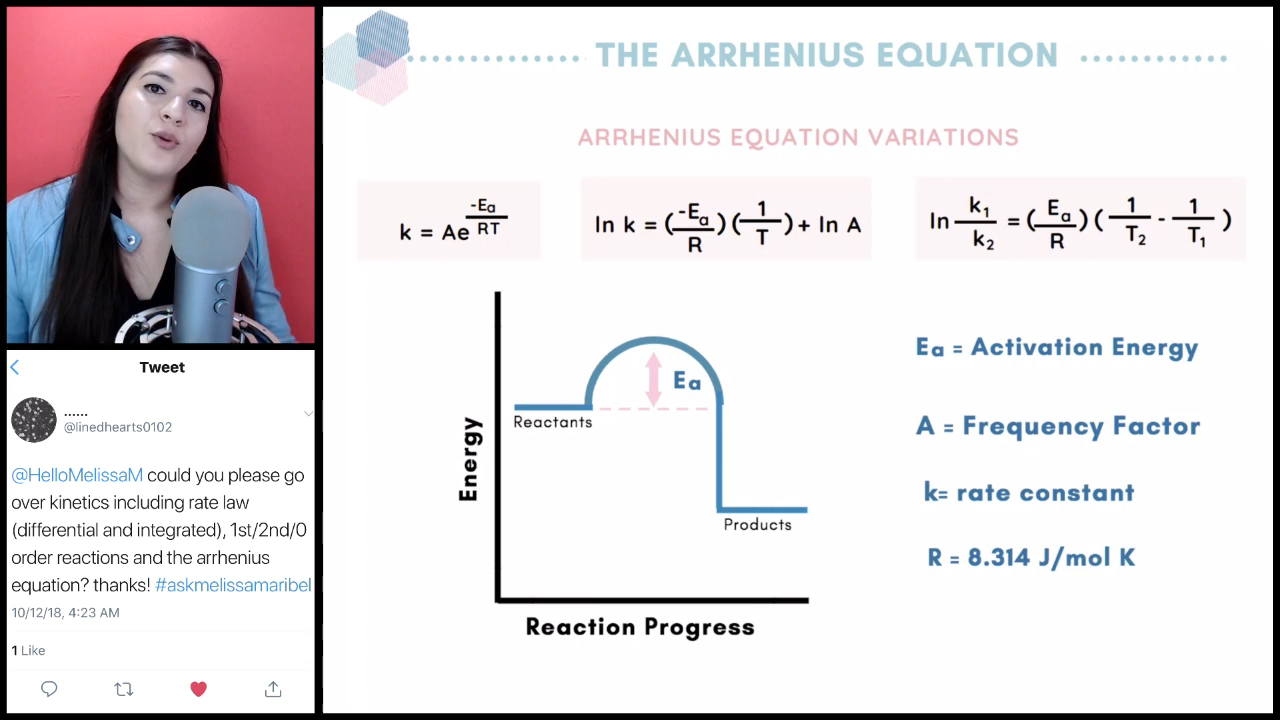 THE ARRHENIUS EQUATION
ARRHENIUS EQUATION VARIATIONS
k = Ae^(-Ea/RT)
ln k = (-Ea/R)(1/T) + ln A
ln k₁/k₂ = (Ea/R)(1/T₂ - 1/T₁)
Ea
Reactants
Products
Energy
Reaction Progress
Ea = Activation Energy
A = Frequency Factor
k= rate constant
R = 8.314 J/mol K
Tweet
......
@linedhearts0102
@HelloMelissaM could you please go
over kinetics including rate law
(differential and integrated), 1st/2nd/0
order reactions and the arrhenius
equation? thanks! #askmelissamaribel
10/12/18, 4:23 AM
1 Like